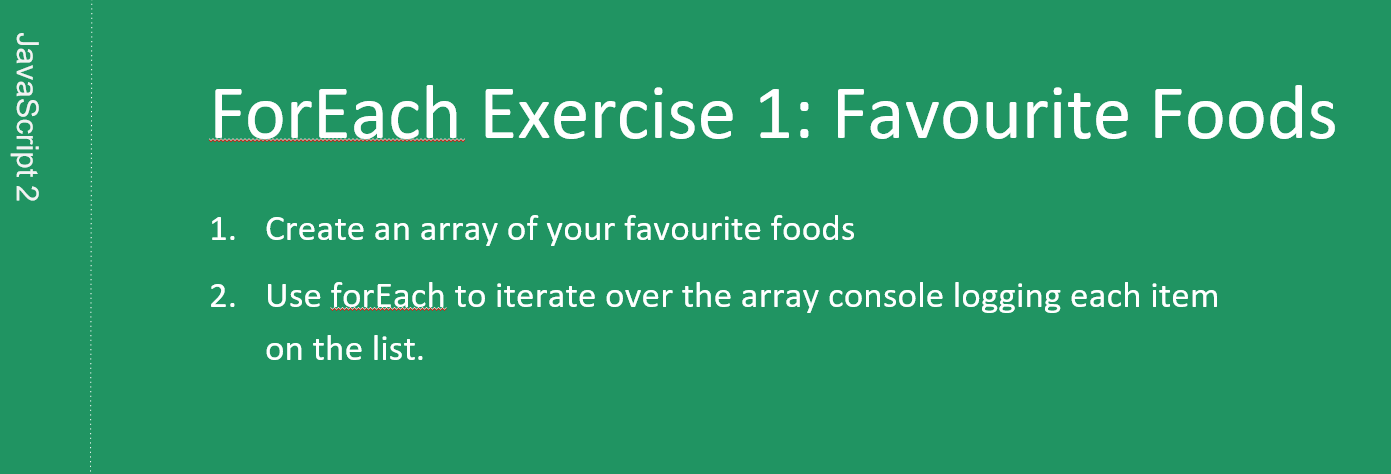 JavaScript 2
ForEach Exercise 1: Favourite Foods
1. Create an array of your favourite foods
2. Use forEach to iterate over the array console logging each item
on the list.